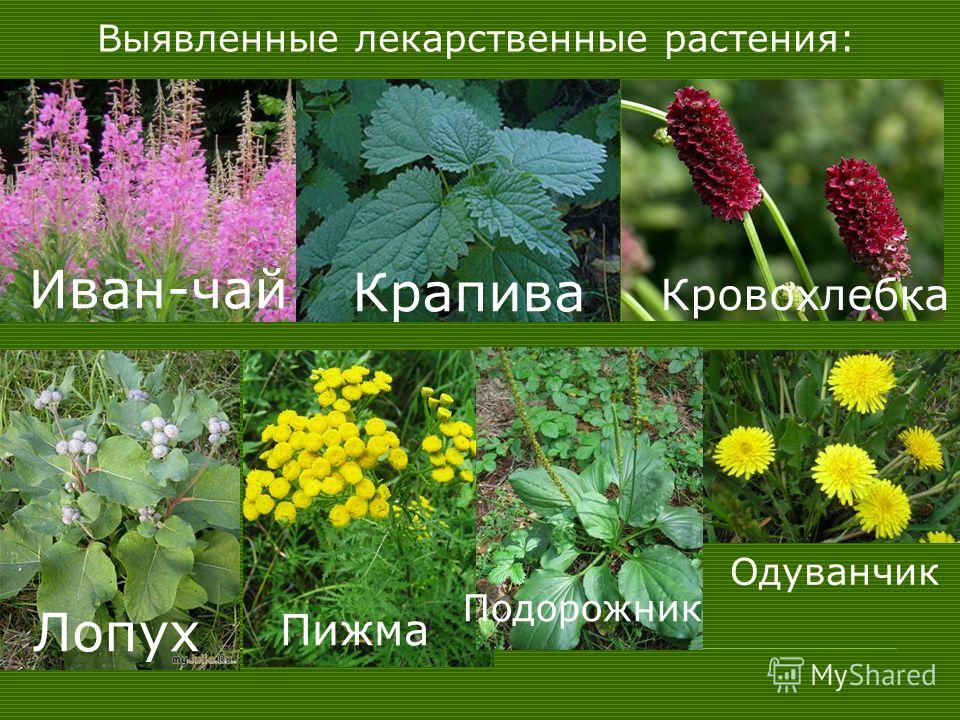 Выявленные лекарственные растения:
Иван-чай
Крапива
Кровохлебка
Лопух
Пижма
Подорожник
Одуванчик
MyShared